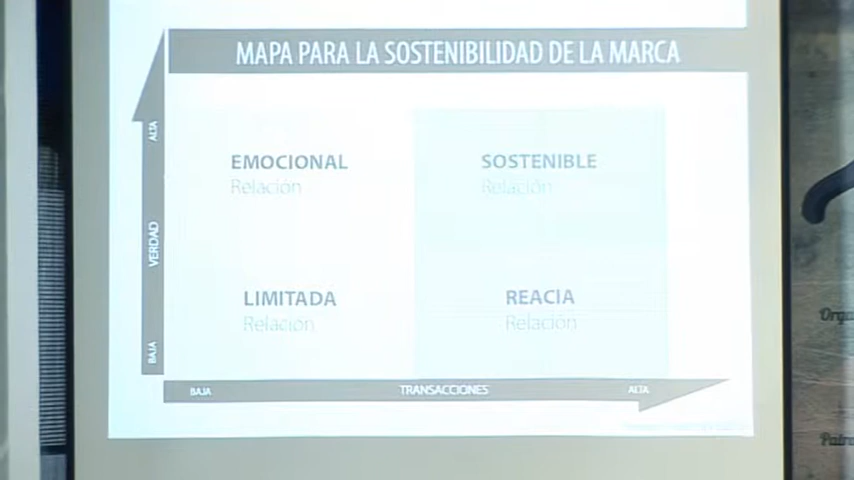 MAPA PARA LA SOSTENIBILIDAD DE LA MARCA
ALTA
EMOCIONAL
Relación
SOSTENIBLE
Relación
VERDAD
LIMITADA
Relación
REACIA
Relación
BAJA
BAJA
TRANSACCIONES
ALTA